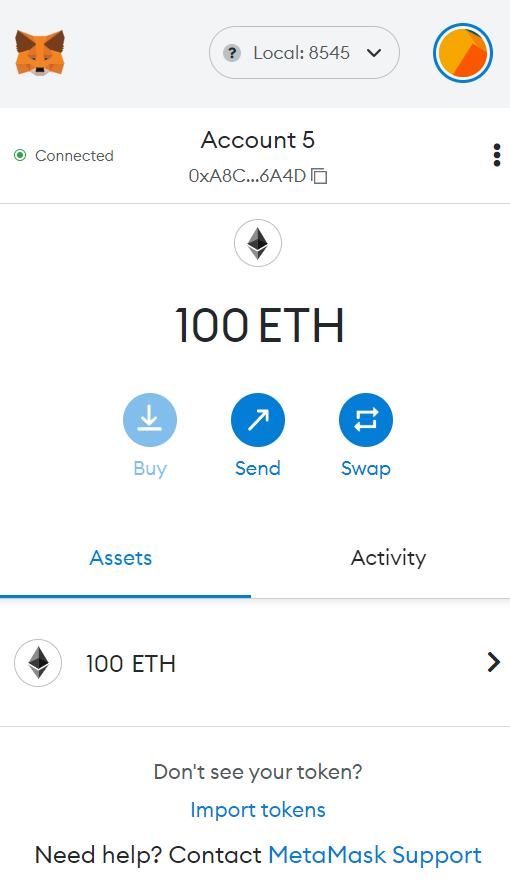 ? Local: 8545
Connected
Account 5
0xA8C...6A4D
100 ETH
Buy
Send
Swap
Assets
Activity
100 ETH
Don't see your token?
Import tokens
Need help? Contact MetaMask Support